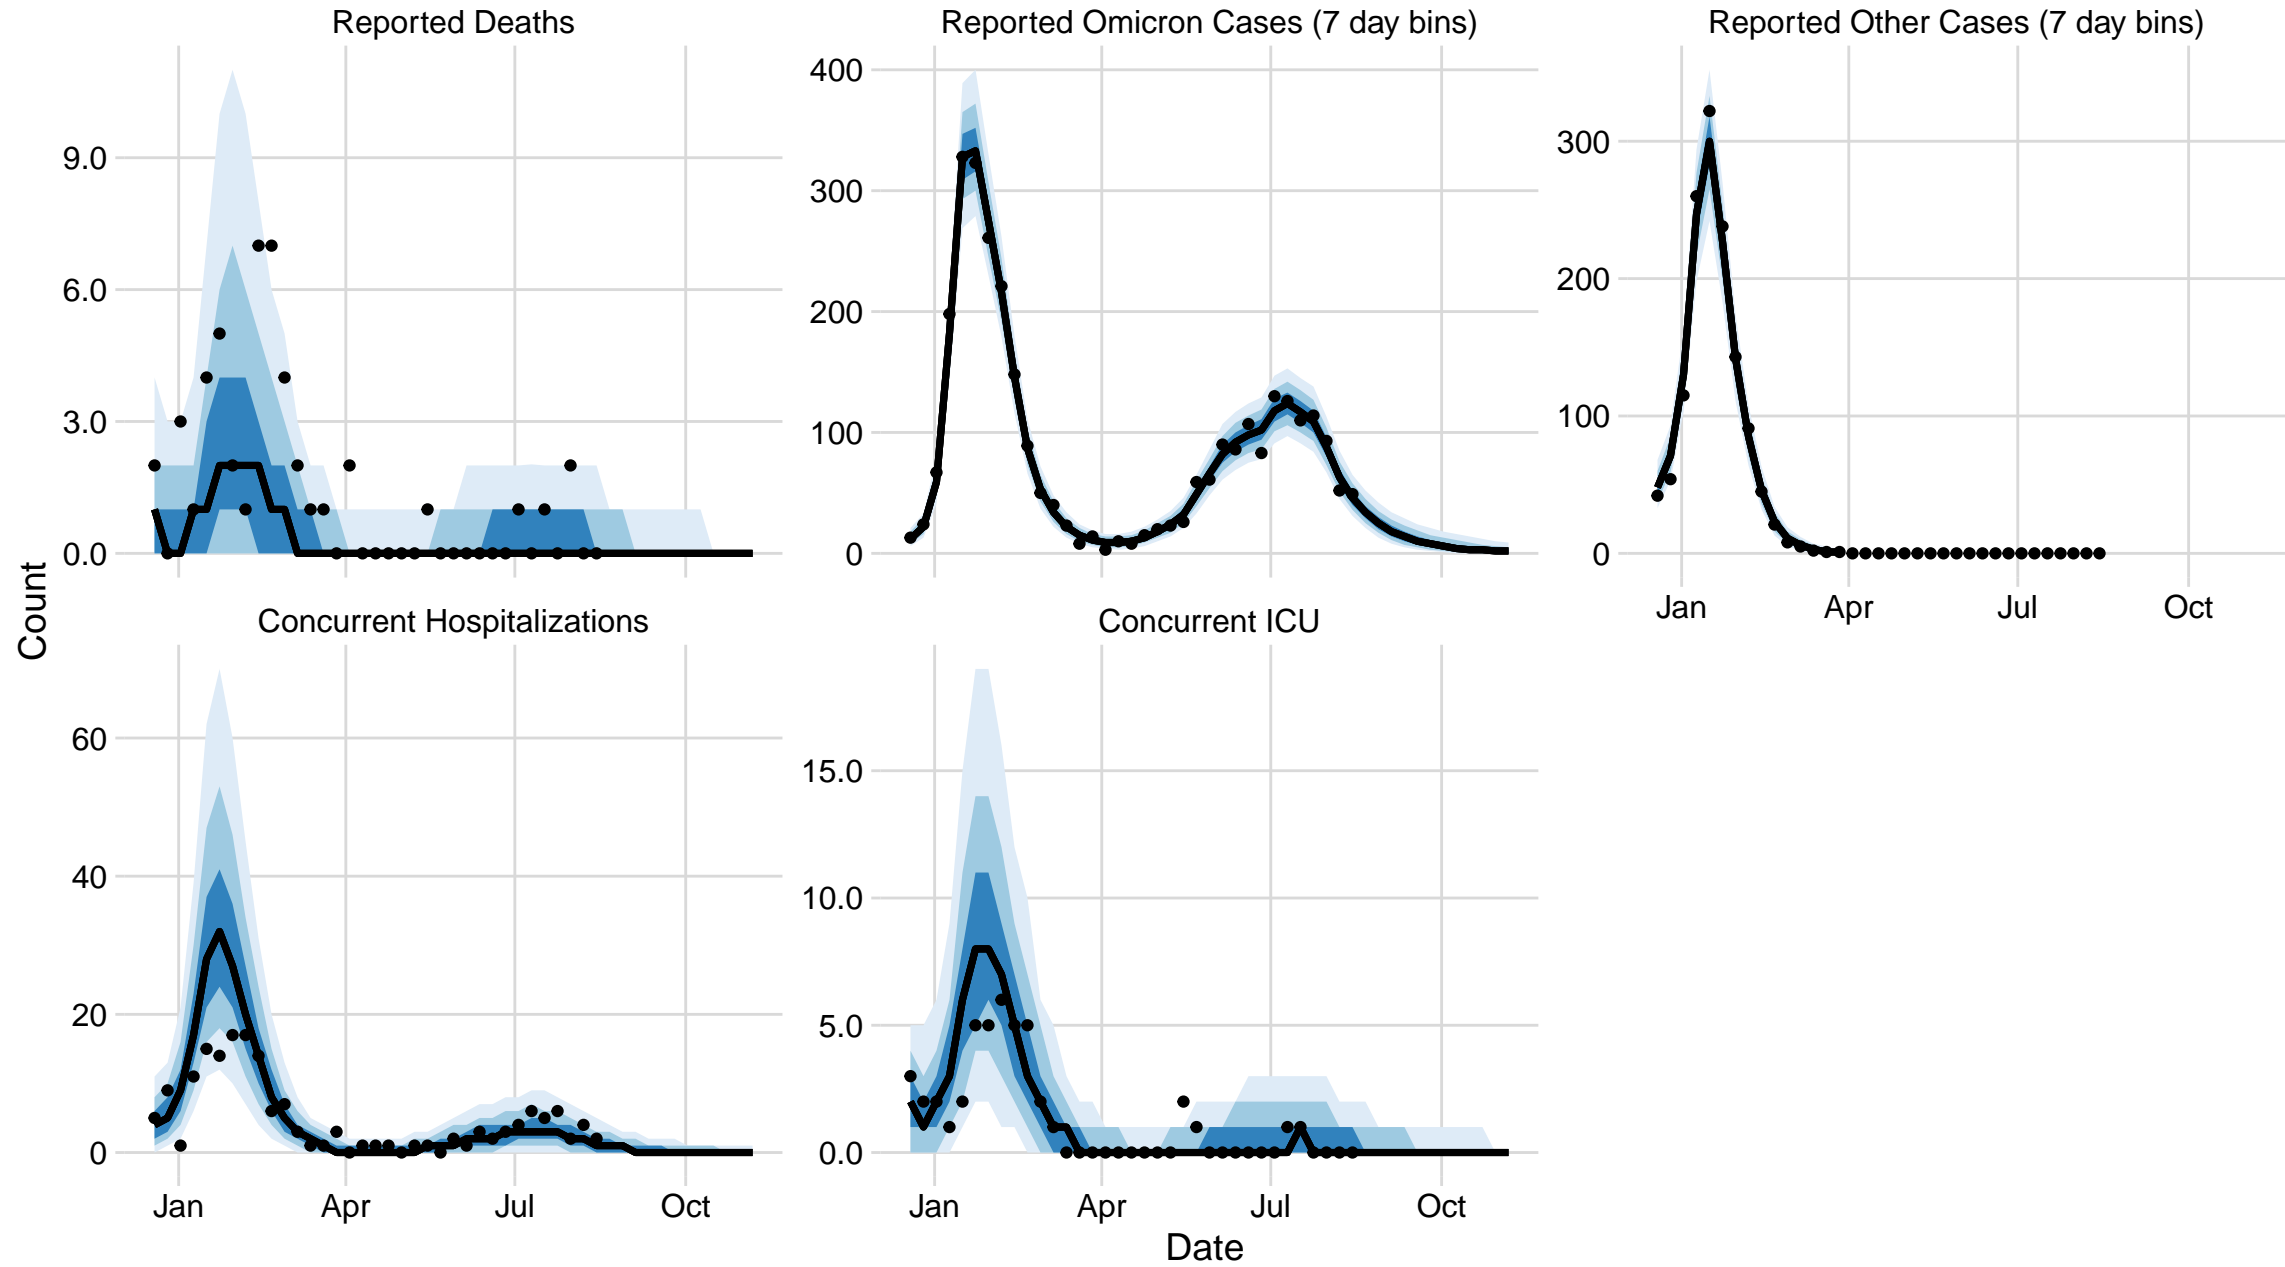 Reported Deaths
Reported Omicron Cases (7 day bins)
Reported Other Cases (7 day bins)
9.0
6.0
3.0
0.0
400
300
200
100
0
300
200
100
0
Jan Apr Jul Oct
Count
Concurrent Hospitalizations
Concurrent ICU
60
40
20
0
15.0
10.0
5.0
0.0
Jan Apr Jul Oct
Jan Apr Jul Oct
Date